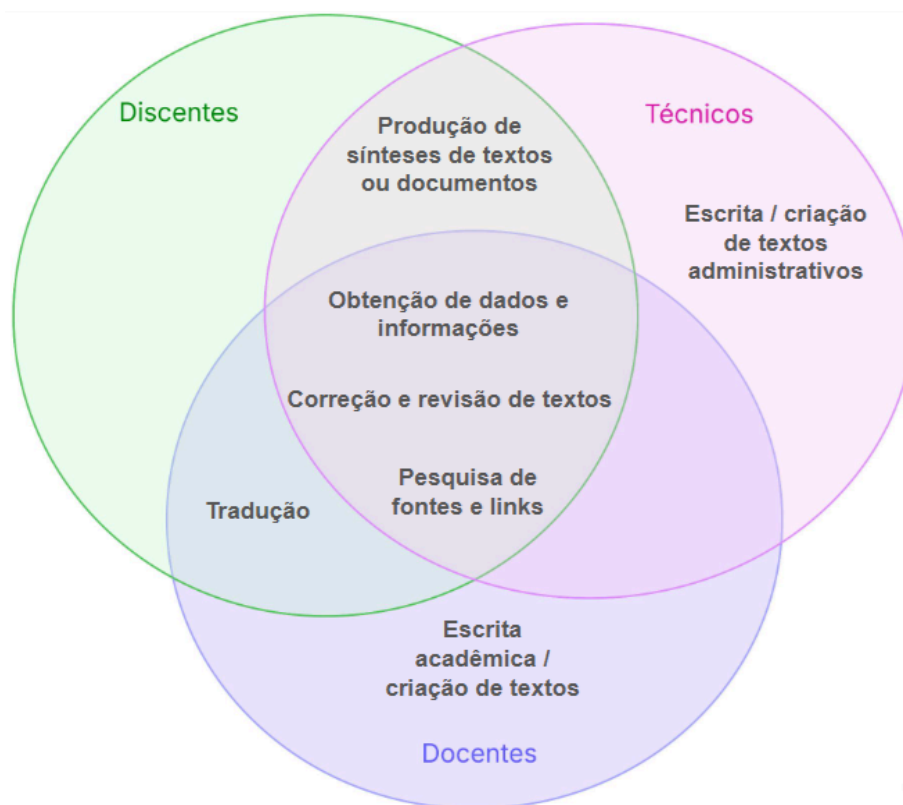 Discentes
Técnicos
Produção de
sínteses de textos
ou documentos
Escrita / criação
de textos
administrativos
Obtenção de dados e
informações
Correção e revisão de textos
Pesquisa de
fontes e links
Tradução
Escrita
acadêmica /
criação de textos
Docentes